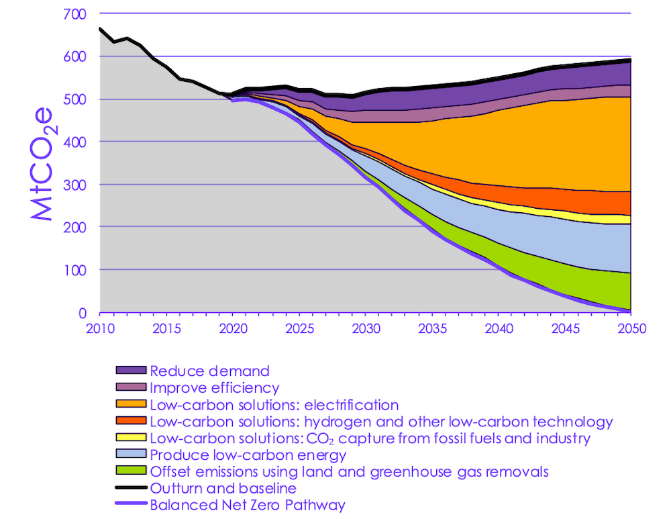 700
600
500
400
300
200
100
0
MtCO₂e
2010 2015 2020 2025 2030 2035 2040 2045 2050
Reduce demand
Improve efficiency
Low-carbon solutions: electrification
Low-carbon solutions: hydrogen and other low-carbon technology
Low-carbon solutions: CO₂ capture from fossil fuels and industry
Produce low-carbon energy
Offset emissions using land and greenhouse gas removals
Outturn and baseline
Balanced Net Zero Pathway